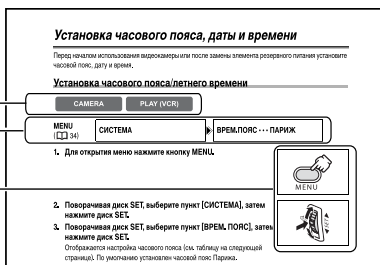 Установка часового пояса, даты и времени
Перед началом использования видеокамеры или после замены элемента резервного питания установите
часовой пояс, дату и время.
Установка часового пояса/летнего времени
CAMERA PLAY (VCR)
MENU
( 34)
СИСТЕМА ВРЕМ.ПОЯС ··· ПАРИЖ
1. Для открытия меню нажмите кнопку MENU.
MENU
2. Поворачивая диск SET, выберите пункт [СИСТЕМА], затем
нажмите диск SET.
3. Поворачивая диск SET, выберите пункт [ВРЕМ. ПОЯС], затем
нажмите диск SET.
SET
Отображается настройка часового пояса (см. таблицу на следующей
странице). По умолчанию установлен часовой пояс Парижа.